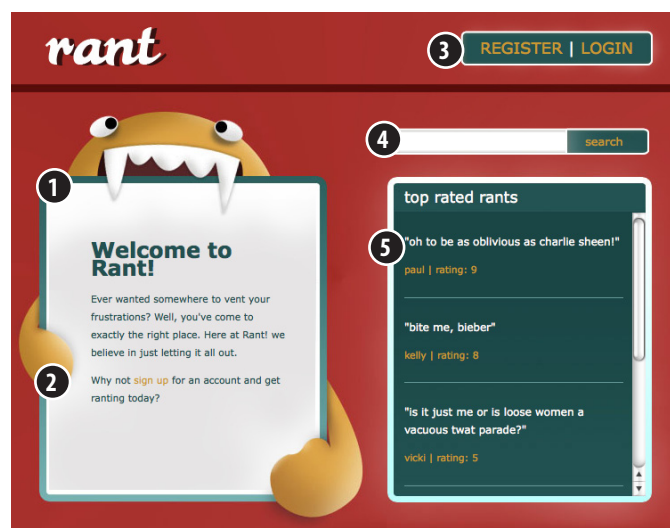 rant
3 REGISTER | LOGIN
4
search
1
top rated rants
Welcome to
Rant!
Ever wanted somewhere to vent your
frustrations? Well, you've come to
exactly the right place. Here at Rant! we
believe in just letting it all out.
2
Why not sign up for an account and get
ranting today?
5
"oh to be as oblivious as charlie sheen!"
paul | rating: 9
"bite me, bieber"
kelly | rating: 8
"is it just me or is loose women a
vacuous twat parade?"
vicki | rating: 5